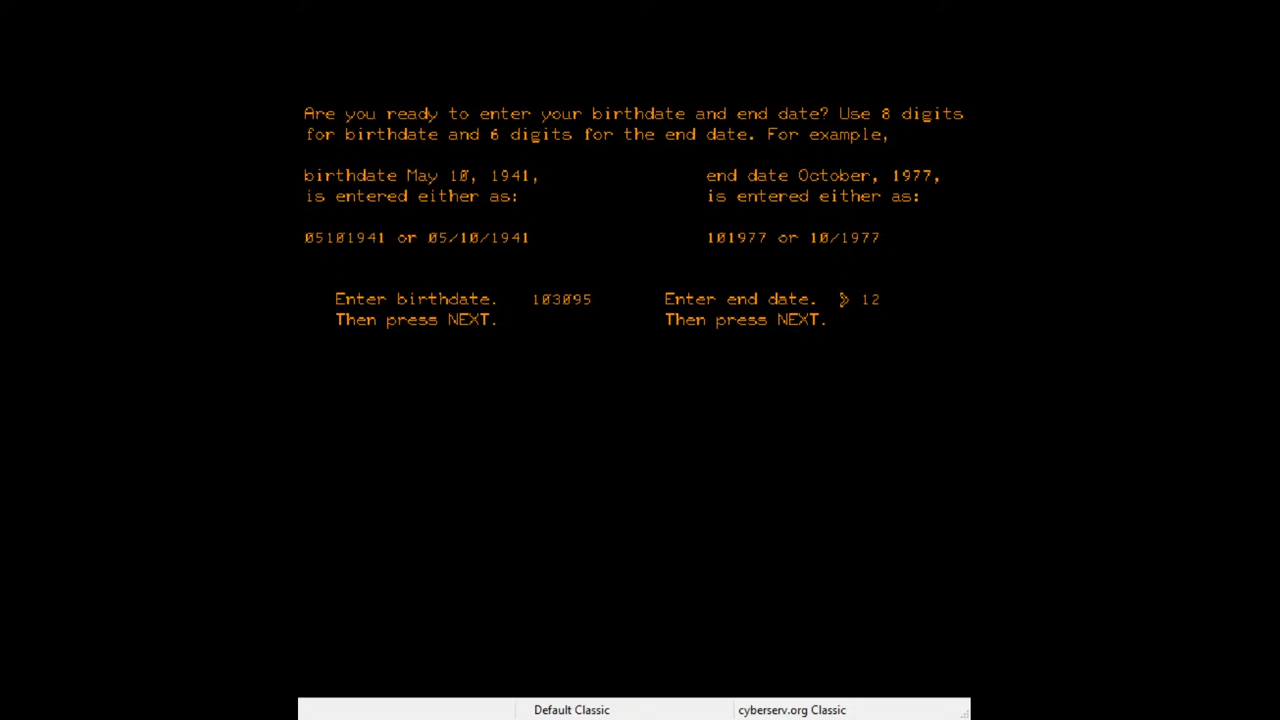 Are you ready to enter your birthdate and end date? Use 8 digits
for birthdate and 6 digits for the end date. For example,
birthdate May 10, 1941, end date October, 1977,
is entered either as: is entered either as:
05101941 or 05/10/1941 101977 or 10/1977
Enter birthdate. 103095 Enter end date. > 12
Then press NEXT. Then press NEXT.
Default Classic cyberserv.org Classic